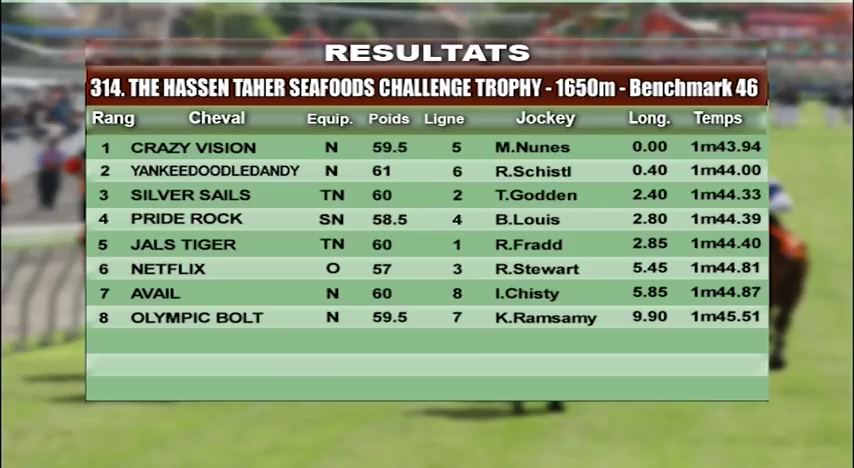 RESULTATS
314. THE HASSEN TAHER SEAFOODS CHALLENGE TROPHY - 1650m - Benchmark 46
Rang Cheval Equip. Poids Ligne Jockey Long. Temps
1 CRAZY VISION N 59.5 5 M.Nunes 0.00 1m43.94
2 YANKEEDOODLEDANDY N 61 6 R.Schistl 0.40 1m44.00
3 SILVER SAILS TN 60 2 T.Godden 2.40 1m44.33
4 PRIDE ROCK SN 58.5 4 B.Louis 2.80 1m44.39
5 JALS TIGER TN 60 1 R.Fradd 2.85 1m44.40
6 NETFLIX O 57 3 R.Stewart 5.45 1m44.81
7 AVAIL N 60 8 I.Chisty 5.85 1m44.87
8 OLYMPIC BOLT N 59.5 7 K.Ramsamy 9.90 1m45.51